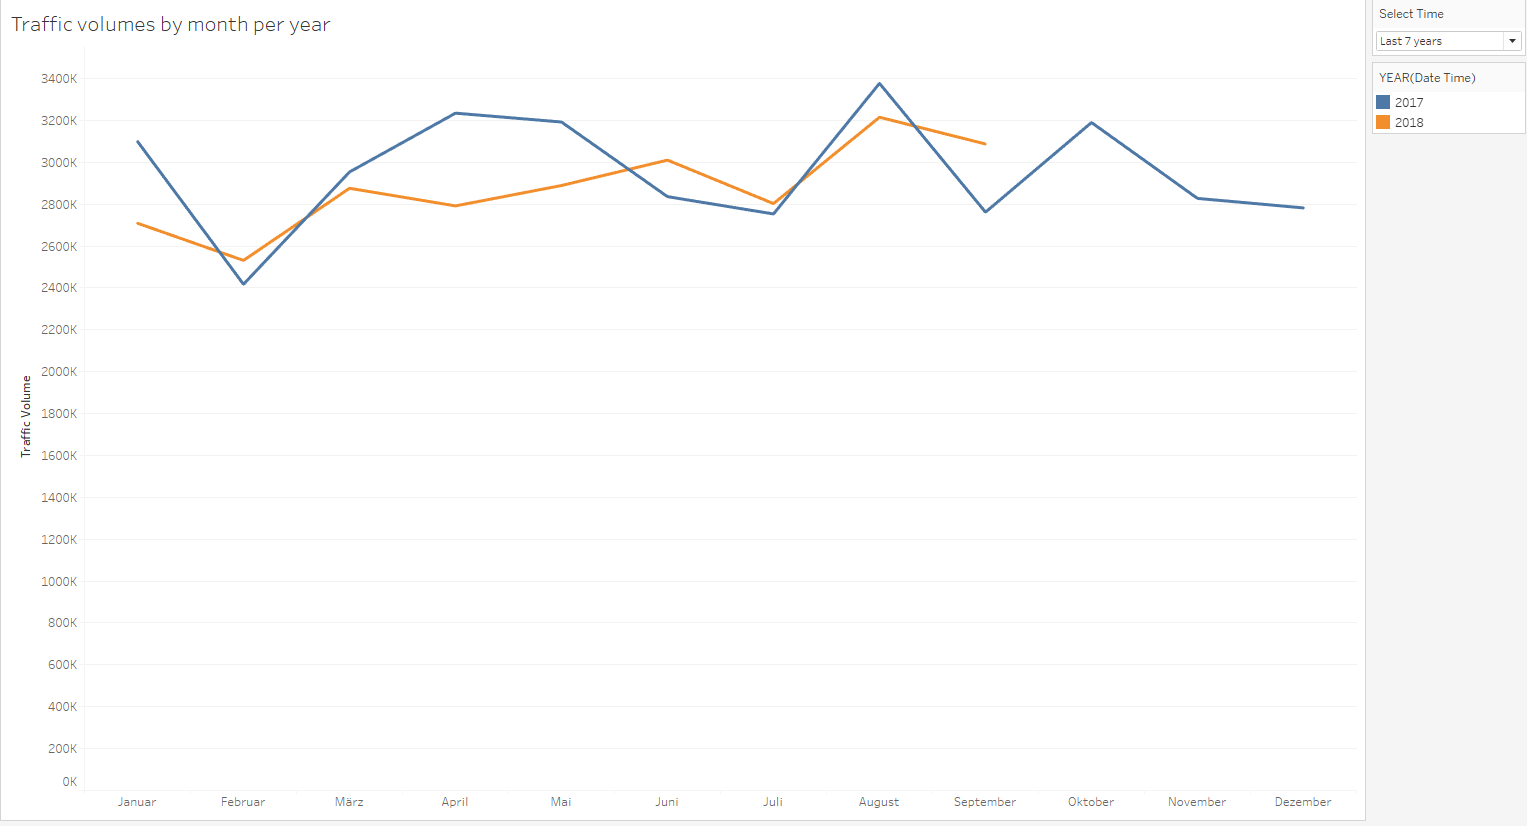 Traffic volumes by month per year
Select Time
Last 7 years
YEAR(Date Time)
2017
2018
Traffic Volume
3400K
3200K
3000K
2800K
2600K
2400K
2200K
2000K
1800K
1600K
1400K
1200K
1000K
800K
600K
400K
200K
0K
Januar Februar März April Mai Juni Juli August September Oktober November Dezember